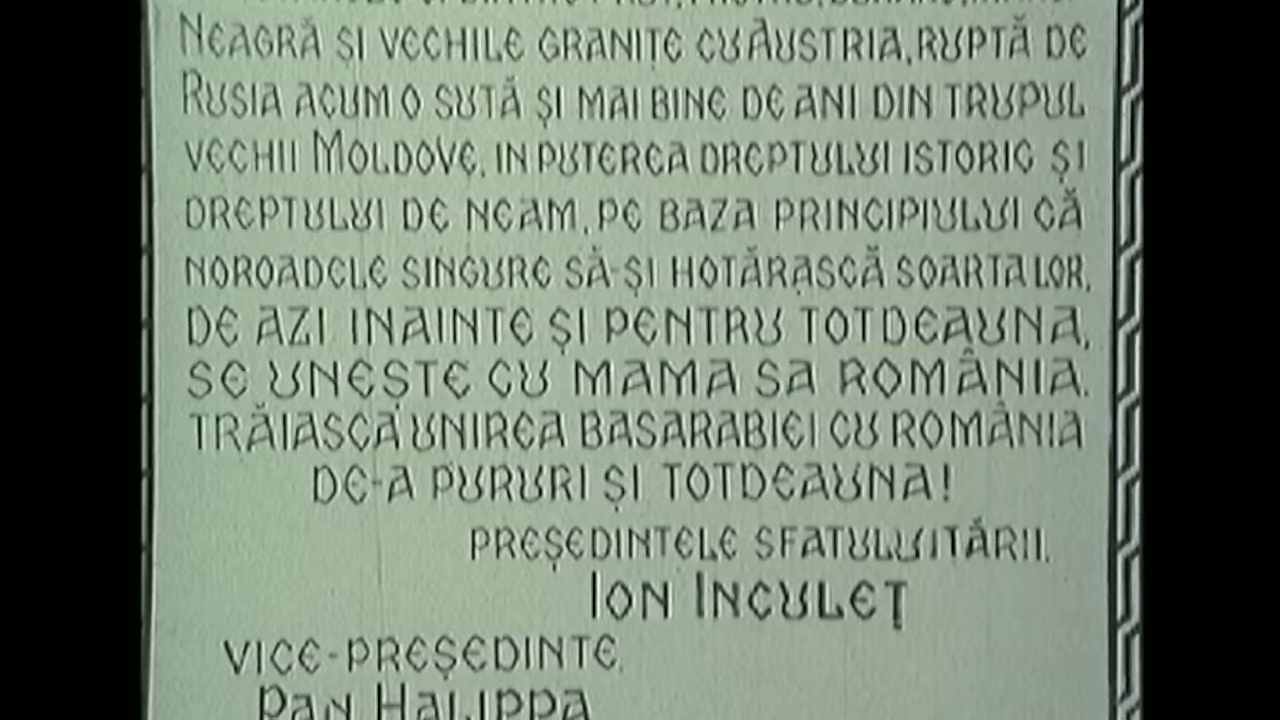 NEAGRĂ ȘI VECHILE GRANIȚE CU AUSTRIA, RUPTĂ DE
RUSIA ACUM O SUTĂ ȘI MAI BINE DE ANI DIN TRUPUL
VECHII MOLDOVE, IN PUTEREA DREPTULUI ISTORIC ȘI
DREPTULUI DE NEAM, PE BAZA PRINCIPIULUI CĂ
NOROADELE SINGURE SĂ-ȘI HOTĂRASCĂ SOARTA LOR,
DE AZI INAINTE ȘI PENTRU TOTDEAUNA,
SE UNEȘTE CU MAMA SA ROMÂNIA.
TRĂIASCA UNIREA BASARABIEI CU ROMÂNIA
DE-A PURURI ȘI TOTDEAUNA!
PREȘEDINTELE SFATULUI TĂRII,
ION INCULEȚ
VICE-PREȘEDINTE,
PAN HALIPPA